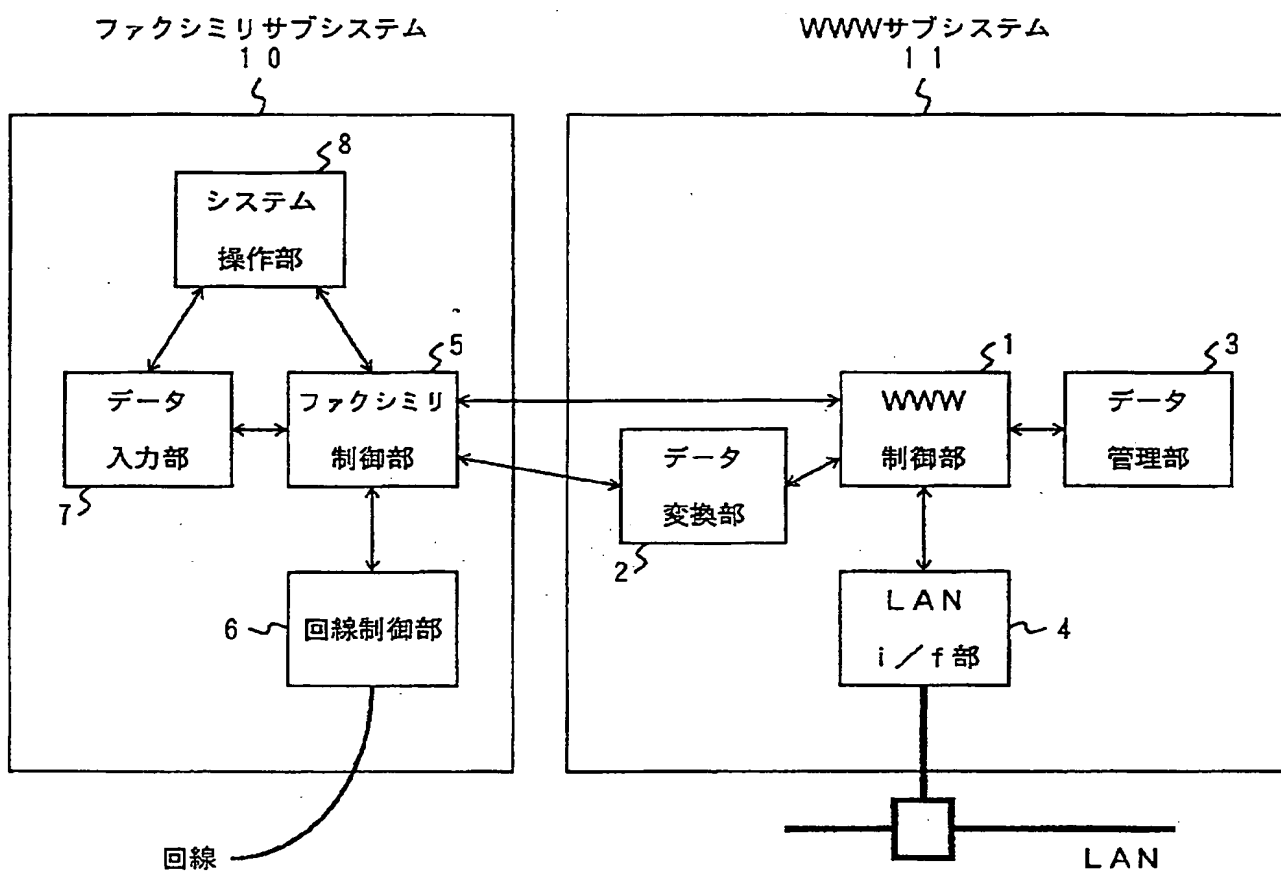 ファクシミリサブシステム
１０
WWWサブシステム
１１
8
システム
操作部
5
ファクシミリ
制御部
データ
入力部
7
1
WWW
制御部
3
データ
管理部
データ
変換部
2
6
回線制御部
LAN
i／f部
4
回線
LAN